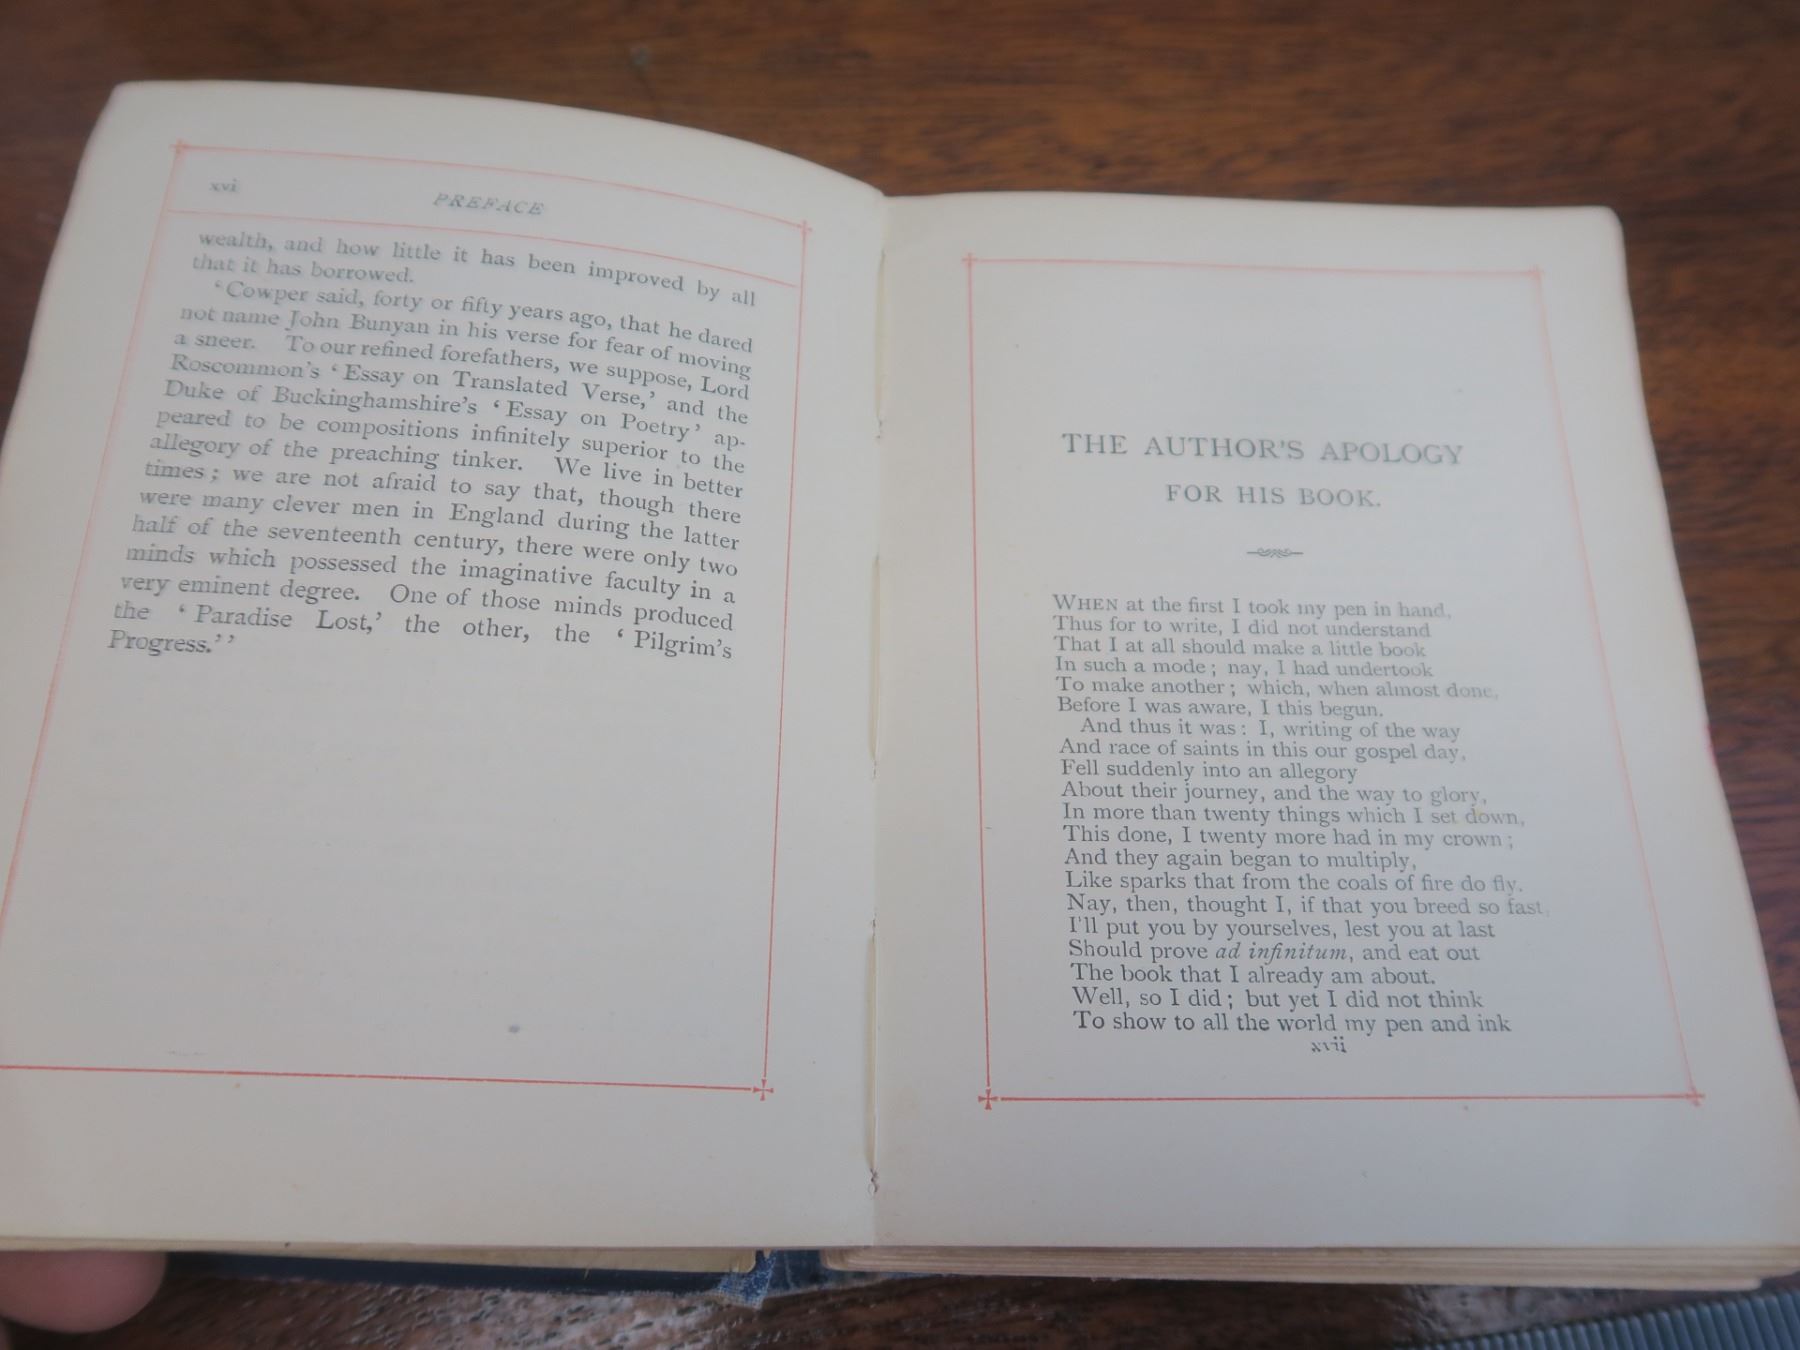 xvi
PREFACE
wealth, and how little it has been improved by all
that it has borrowed.
‘Cowper said, forty or fifty years ago, that he dared
not name John Bunyan in his verse for fear of moving
a sneer. To our refined forefathers, we suppose, Lord
Roscommon’s ‘Essay on Translated Verse,’ and the
Duke of Buckinghamshire’s ‘Essay on Poetry’ ap-
peared to be compositions infinitely superior to the
allegory of the preaching tinker. We live in better
times; we are not afraid to say that, though there
were many clever men in England during the latter
half of the seventeenth century, there were only two
minds which possessed the imaginative faculty in a
very eminent degree. One of those minds produced
the ‘Paradise Lost,’ the other, the ‘Pilgrim’s
Progress.’’
THE AUTHOR’S APOLOGY
FOR HIS BOOK.
WHEN at the first I took my pen in hand,
Thus for to write, I did not understand
That I at all should make a little book
In such a mode; nay, I had undertook
To make another; which, when almost done,
Before I was aware, I this begun.
And thus it was: I, writing of the way
And race of saints in this our gospel day,
Fell suddenly into an allegory
About their journey, and the way to glory,
In more than twenty things which I set down,
This done, I twenty more had in my crown;
And they again began to multiply,
Like sparks that from the coals of fire do fly.
Nay, then, thought I, if that you breed so fast,
I’ll put you by yourselves, lest you at last
Should prove ad infinitum, and eat out
The book that I already am about.
Well, so I did; but yet I did not think
To show to all the world my pen and ink
xvii